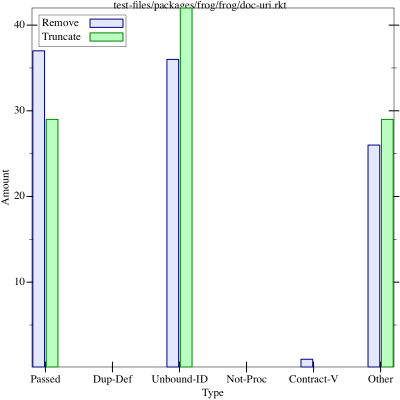 test-files/packages/frog/frog/doc-uri.rkt
Remove
Truncate
40
30
20
10
Amount
Passed Dup-Def Unbound-ID Not-Proc Contract-V Other
Type